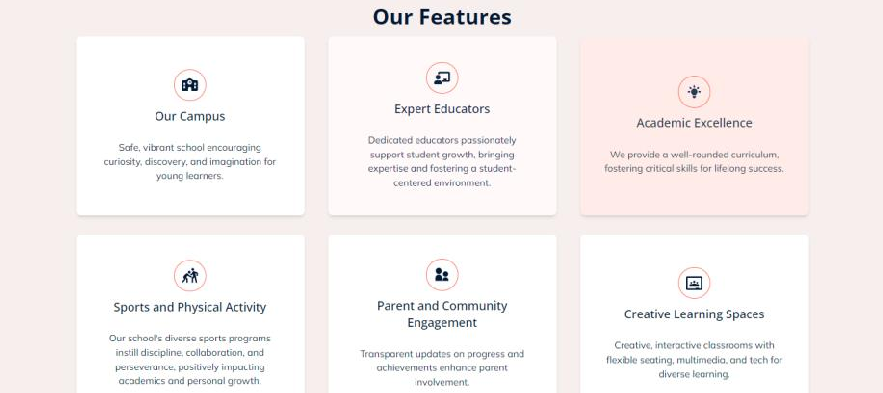 Our Features
Our Campus
Safe, vibrant school encouraging
curiosity, discovery, and imagination for
young learners.
Expert Educators
Dedicated educators passionately
support student growth, bringing
expertise and fostering a student-
centered environment.
Academic Excellence
We provide a well-rounded curriculum,
fostering critical skills for lifelong success.
Sports and Physical Activity
Our school's diverse sports programs
instill discipline, collaboration, and
perseverance, positively impacting
academics and personal growth.
Parent and Community
Engagement
Transparent updates on progress and
achievements enhance parent
involvement.
Creative Learning Spaces
Creative, interactive classrooms with
flexible seating, multimedia, and tech for
diverse learning.